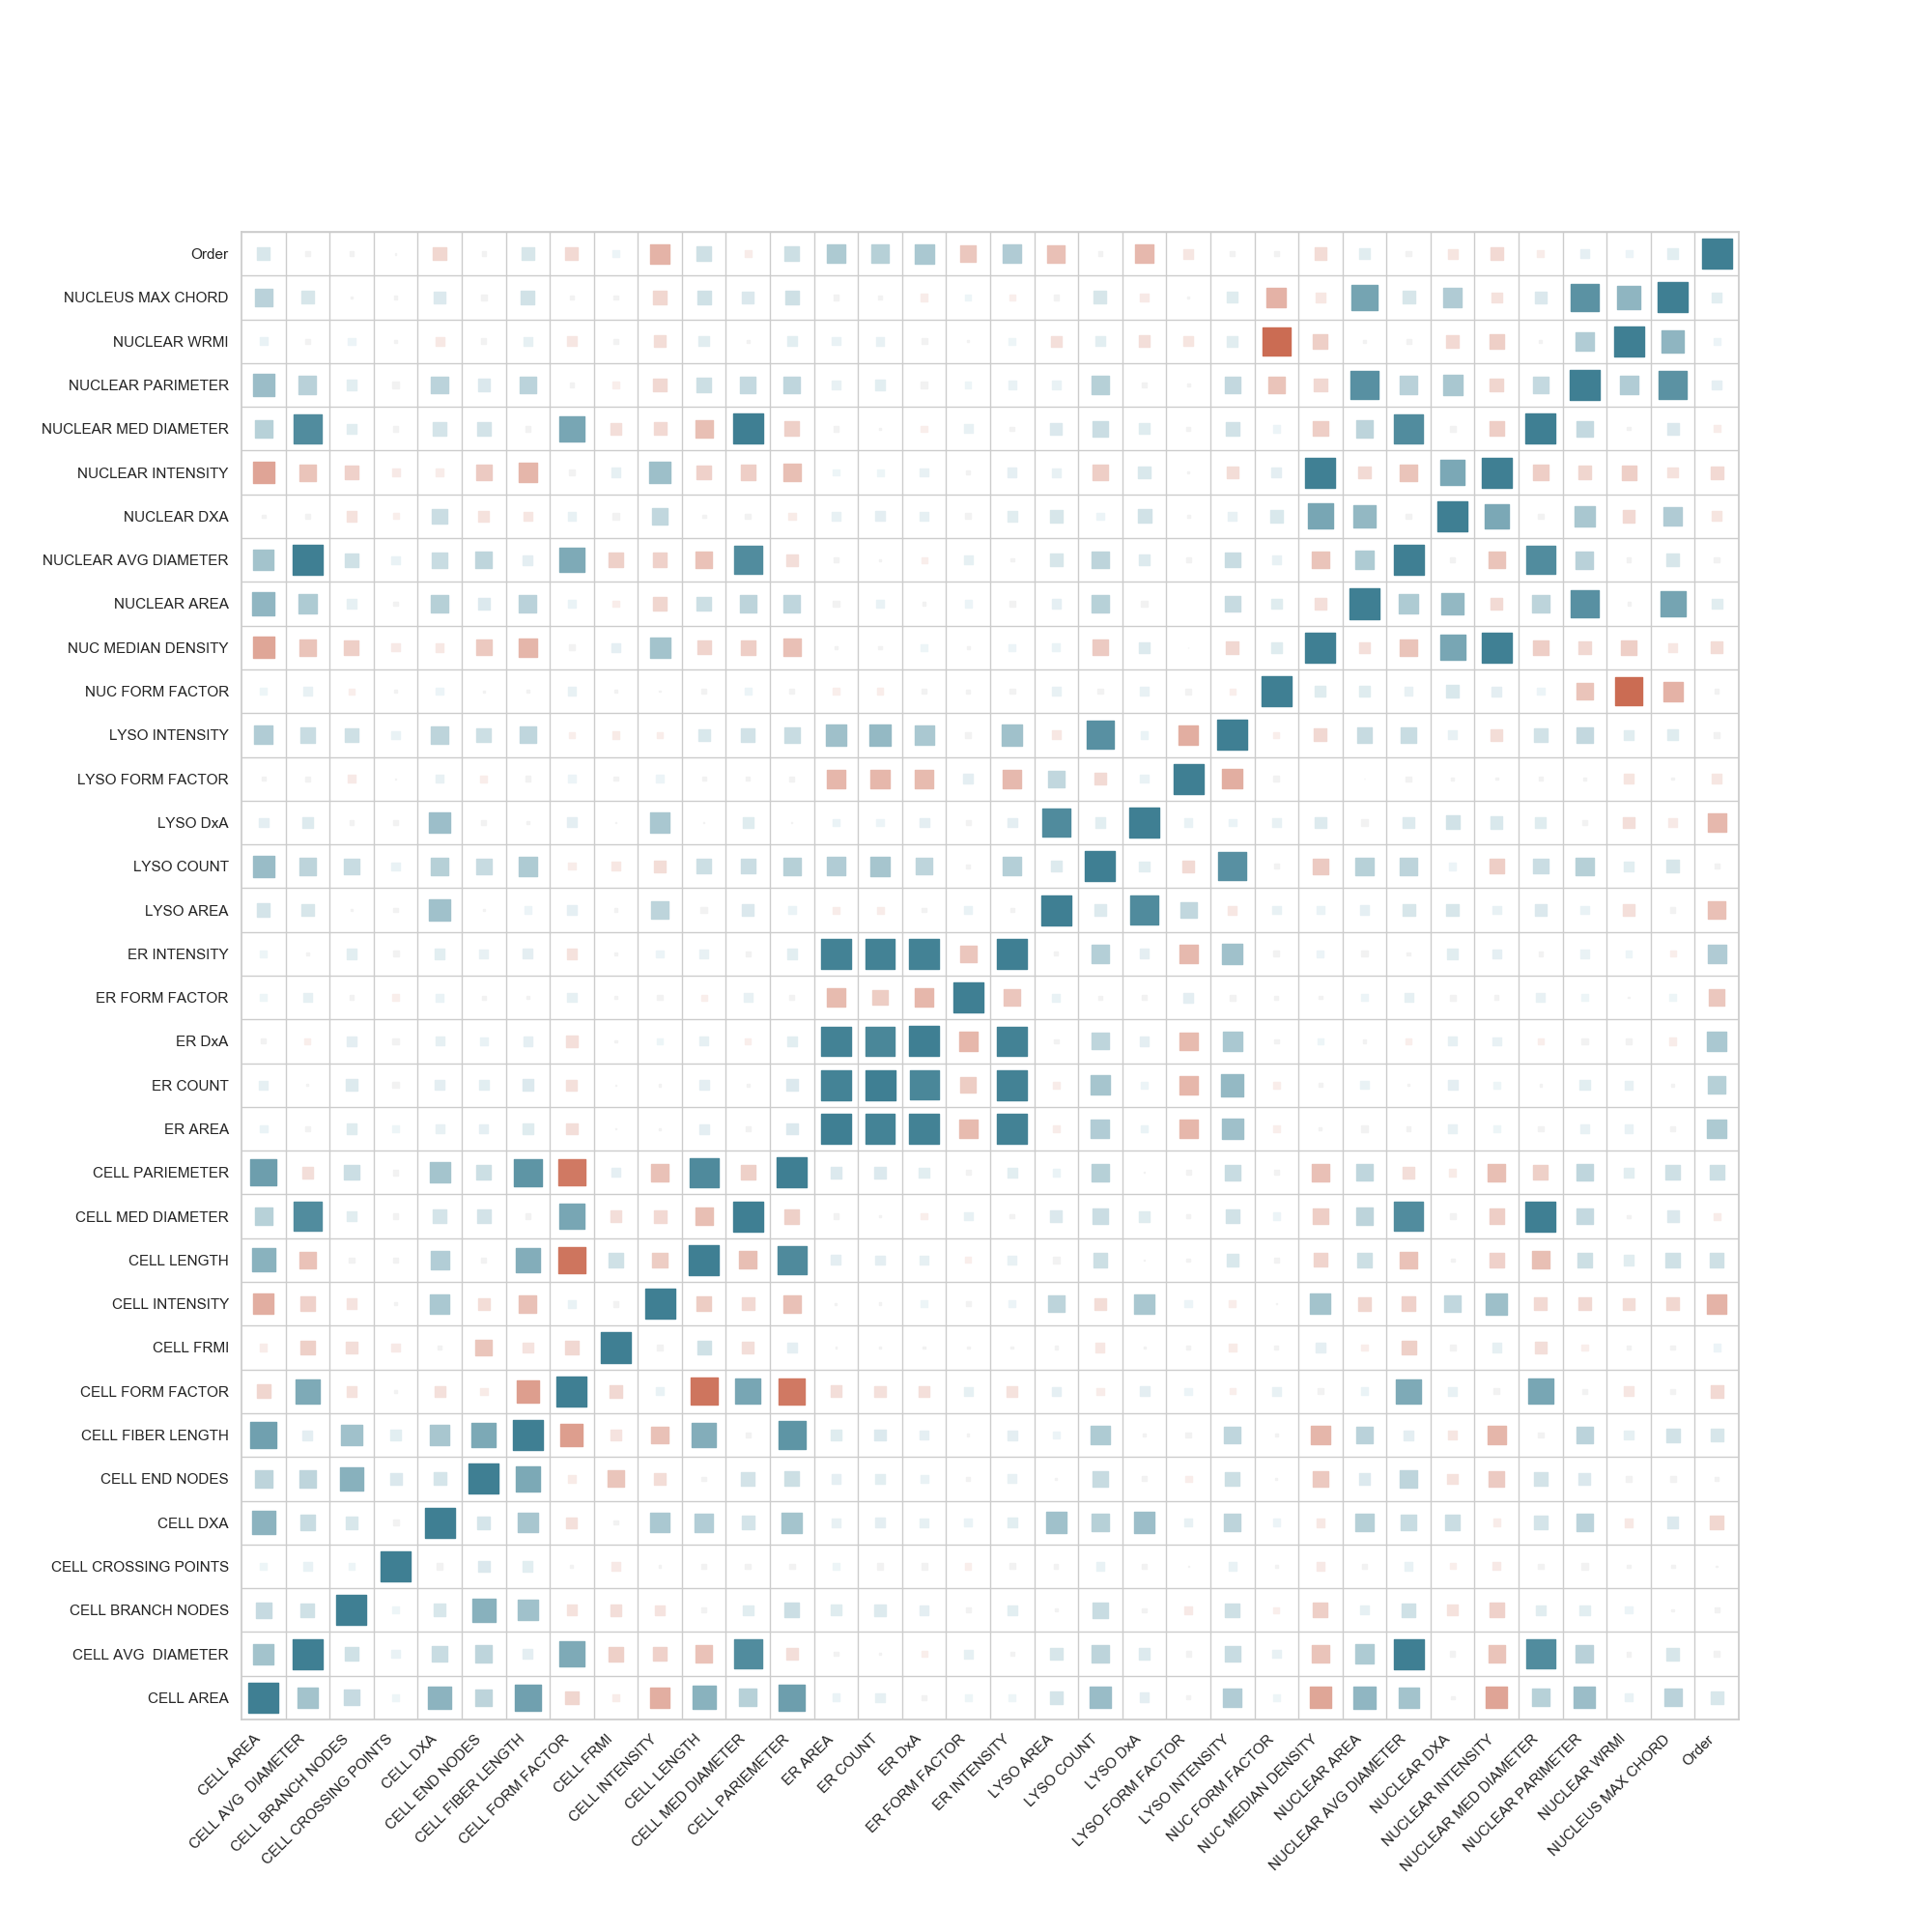 Order
NUCLEUS MAX CHORD
NUCLEAR WRMI
NUCLEAR PARIMETER
NUCLEAR MED DIAMETER
NUCLEAR INTENSITY
NUCLEAR DXA
NUCLEAR AVG DIAMETER
NUCLEAR AREA
NUC MEDIAN DENSITY
NUC FORM FACTOR
LYSO INTENSITY
LYSO FORM FACTOR
LYSO DxA
LYSO COUNT
LYSO AREA
ER INTENSITY
ER FORM FACTOR
ER DxA
ER COUNT
ER AREA
CELL PARIEMETER
CELL MED DIAMETER
CELL LENGTH
CELL INTENSITY
CELL FRMI
CELL FORM FACTOR
CELL FIBER LENGTH
CELL END NODES
CELL DXA
CELL CROSSING POINTS
CELL BRANCH NODES
CELL AVG  DIAMETER
CELL AREA
CELL AREA
CELL AVG  DIAMETER
CELL BRANCH NODES
CELL CROSSING POINTS
CELL DXA
CELL END NODES
CELL FIBER LENGTH
CELL FORM FACTOR
CELL FRMI
CELL INTENSITY
CELL LENGTH
CELL MED DIAMETER
CELL PARIEMETER
ER AREA
ER COUNT
ER DxA
ER FORM FACTOR
ER INTENSITY
LYSO AREA
LYSO COUNT
LYSO DxA
LYSO FORM FACTOR
LYSO INTENSITY
NUC FORM FACTOR
NUC MEDIAN DENSITY
NUCLEAR AREA
NUCLEAR AVG DIAMETER
NUCLEAR DXA
NUCLEAR INTENSITY
NUCLEAR MED DIAMETER
NUCLEAR PARIMETER
NUCLEAR WRMI
NUCLEUS MAX CHORD
Order